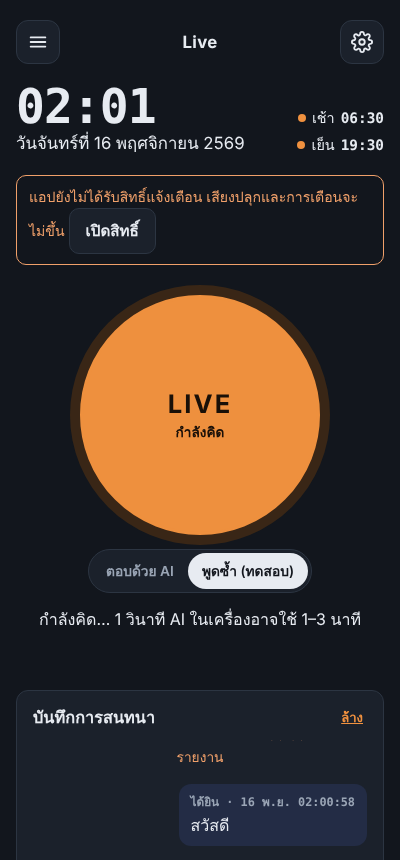 Live
02:01
วันจันทร์ที่ 16 พฤศจิกายน 2569
เช้า 06:30
เย็น 19:30
แอปยังไม่ได้รับสิทธิ์แจ้งเตือน เสียงปลุกและการเตือนจะ
ไม่ขึ้น เปิดสิทธิ์
LIVE
กำลังคิด
ตอบด้วย AI พูดซ้ำ (ทดสอบ)
กำลังคิด… 1 วินาที AI ในเครื่องอาจใช้ 1–3 นาที
บันทึกการสนทนา ล้าง
รายงาน
ได้ยิน · 16 พ.ย. 02:00:58
สวัสดี